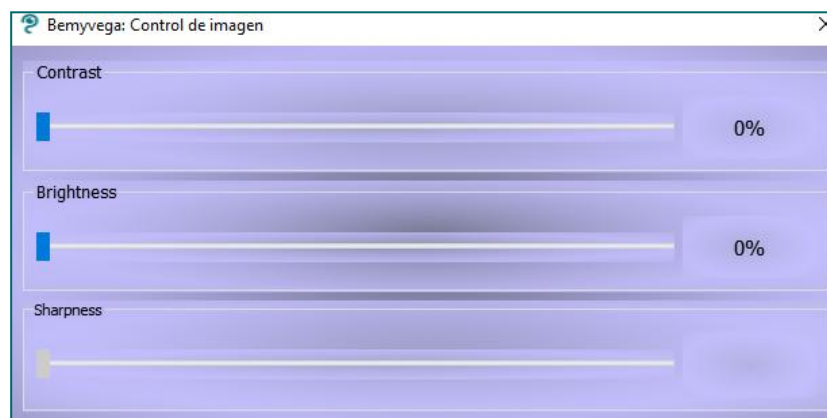 Bemyvega: Control de imagen
Contrast
0%
Brightness
0%
Sharpness